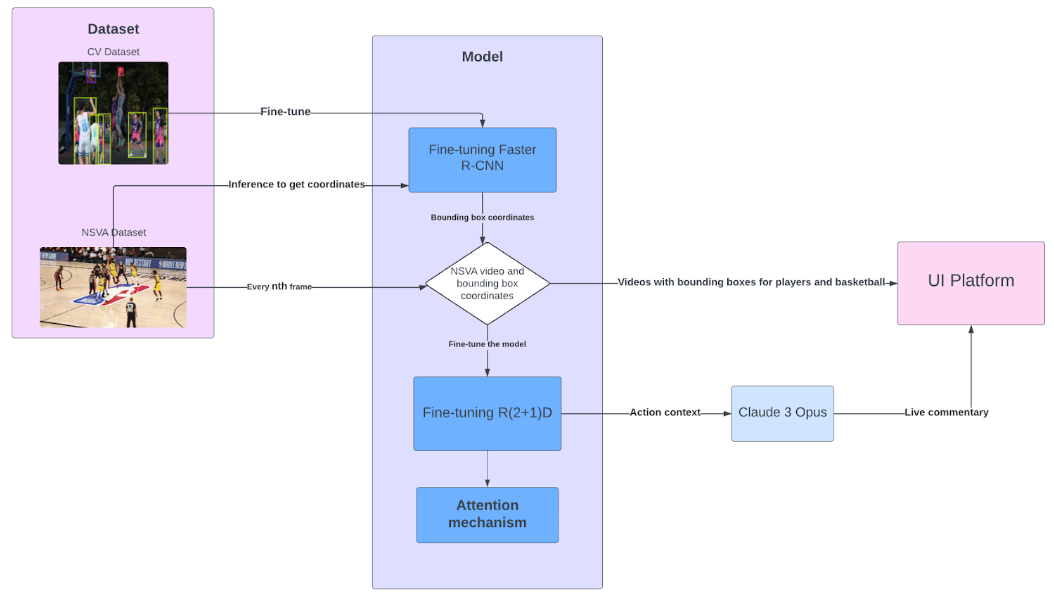 Dataset
CV Dataset
Model
Fine-tune
Fine-tuning Faster
R-CNN
Inference to get coordinates
Bounding box coordinates
NSVA Dataset
NSVA video and
bounding box
coordinates
Every nth frame
Videos with bounding boxes for players and basketball
UI Platform
Fine-tune the model
Fine-tuning R(2+1)D
Action context
Claude 3 Opus
Live commentary
Attention
mechanism